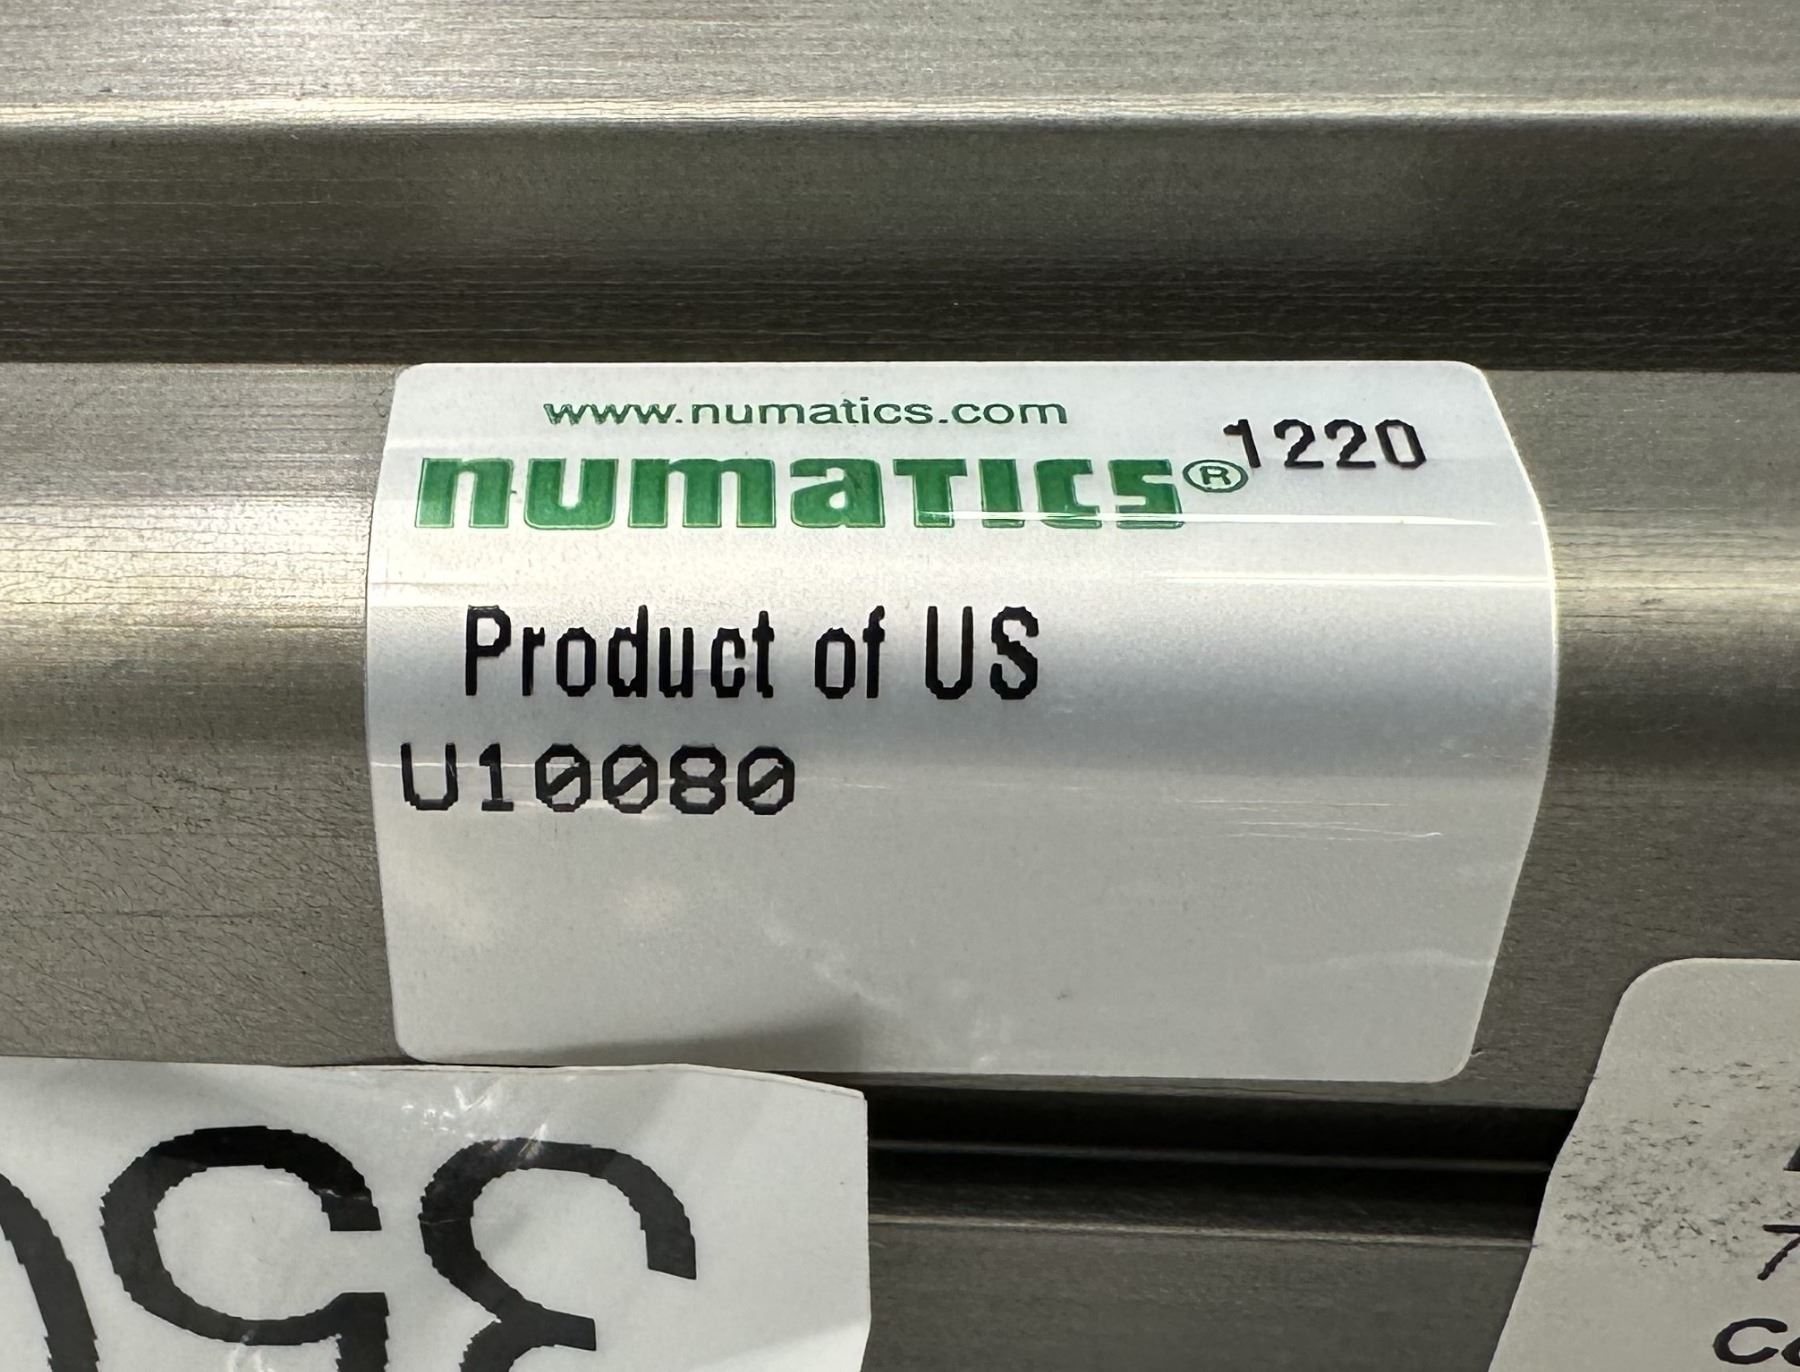 www.numatics.com
numatics® 1220
Product of US
U10080